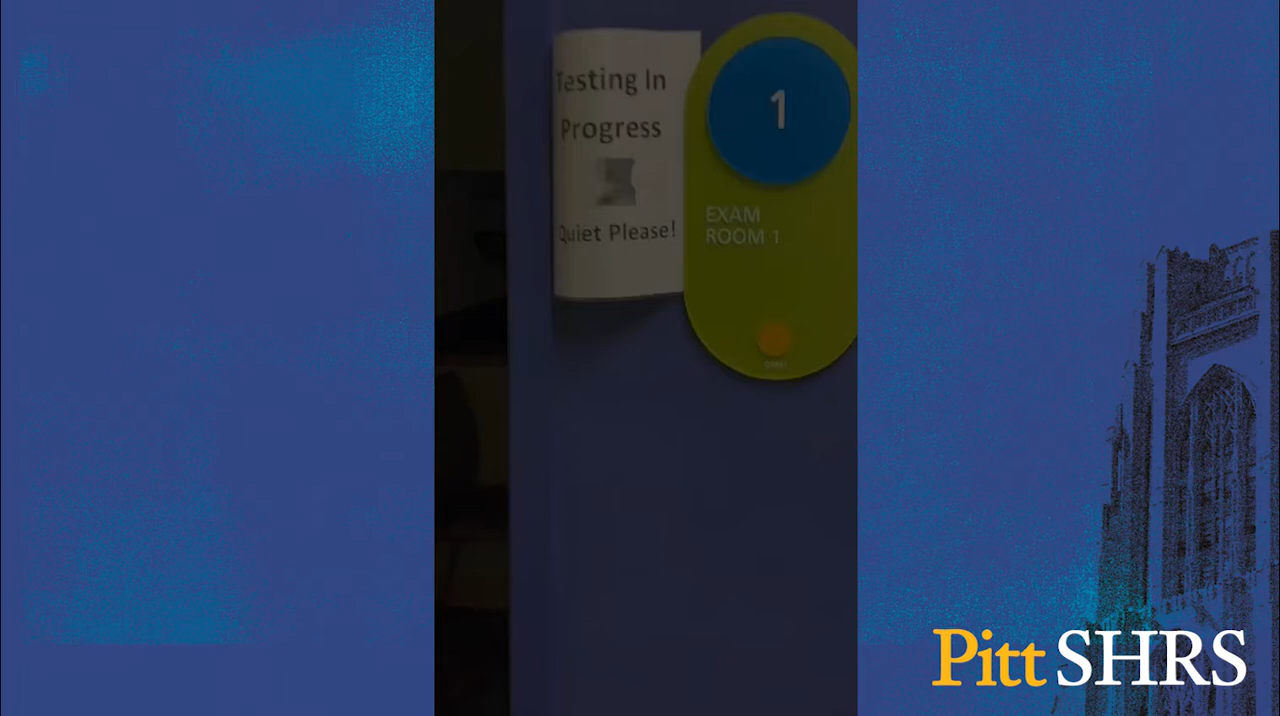 Testing In
Progress
Quiet Please!
1
EXAM
ROOM 1
Pitt SHRS